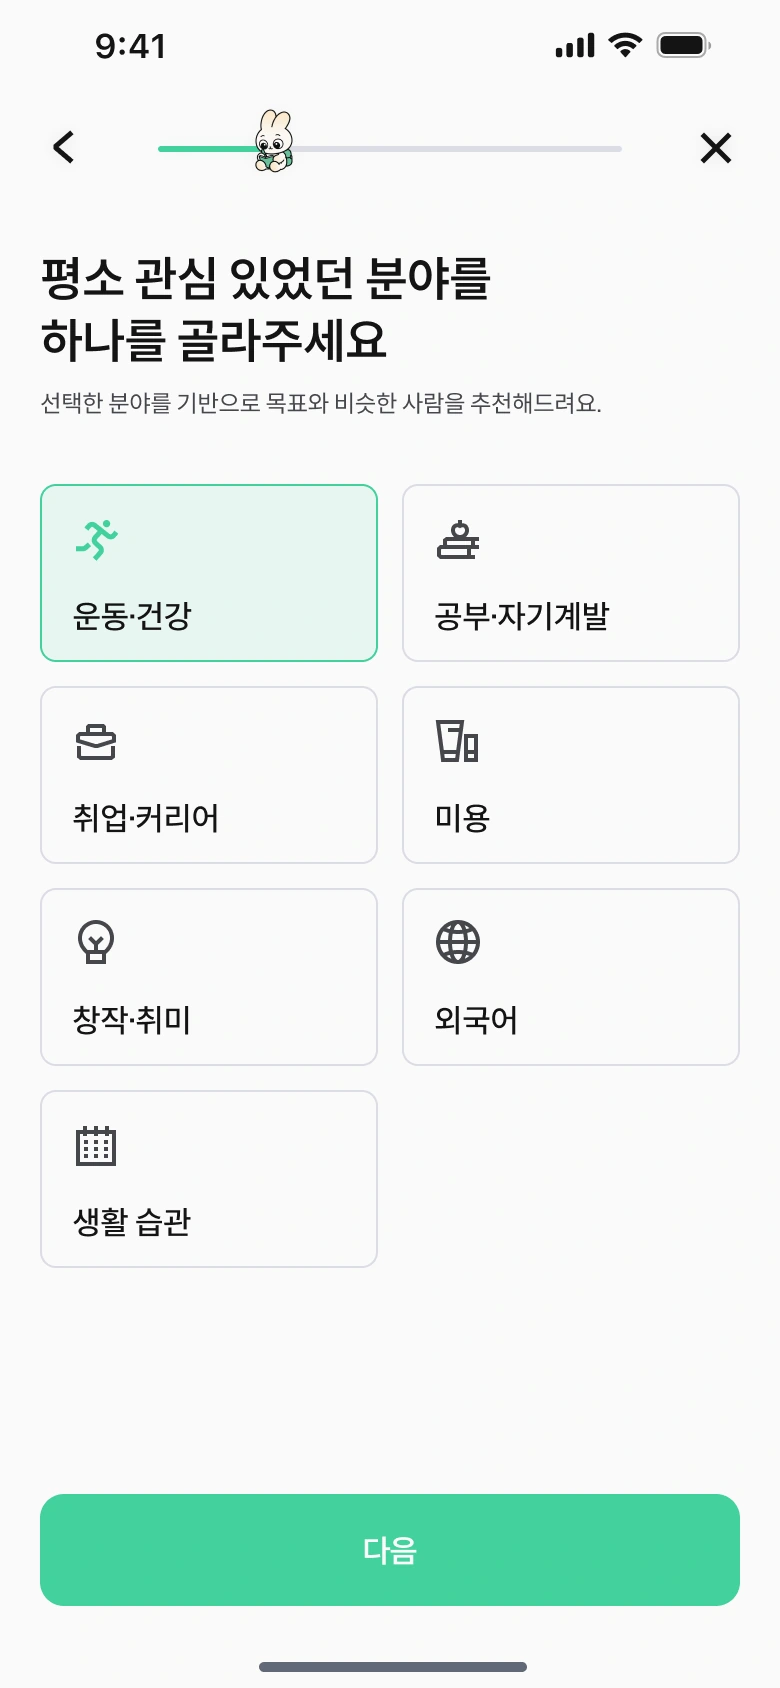 9:41
평소 관심 있었던 분야를
하나를 골라주세요
선택한 분야를 기반으로 목표와 비슷한 사람을 추천해드려요.
운동·건강
공부·자기계발
취업·커리어
미용
창작·취미
외국어
생활 습관
다음